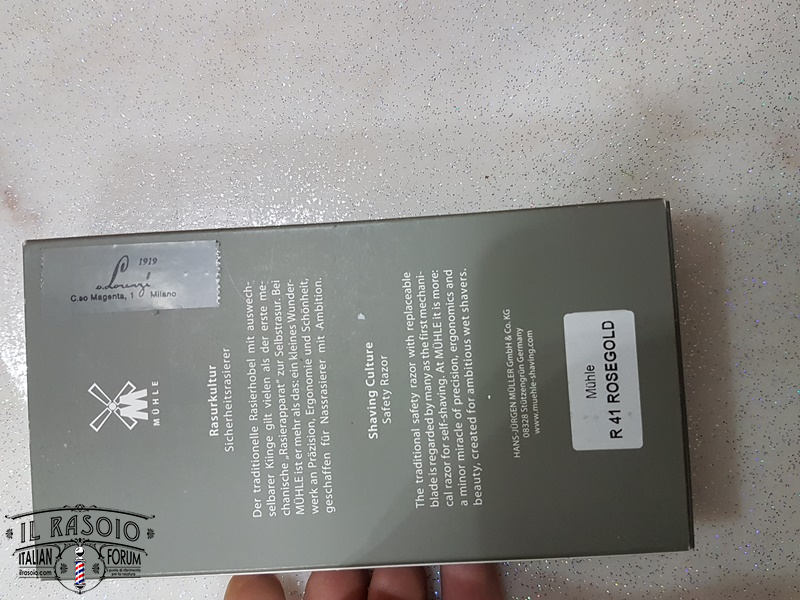 1919
G. Lorenzi
C.so Magenta, 1 Milano
MÜHLE
Rasurkultur
Sicherheitsrasierer
Der traditionelle Rasierhobel mit auswech-
selbarer Klinge gilt vielen als der erste me-
chanische „Rasierapparat“ zur Selbstrasur. Bei
MÜHLE ist er mehr als das: ein kleines Wunder-
werk an Präzision, Ergonomie und Schönheit,
geschaffen für Nassrasierer mit Ambition.
Shaving Culture
Safety Razor
The traditional safety razor with replaceable
blade is regarded by many as the first mechani-
cal razor for self-shaving. At MÜHLE it is more:
a minor miracle of precision, ergonomics and
beauty, created for ambitious wet shavers.
HANS-JÜRGEN MÜLLER GmbH & Co. KG
08328 Stützengrün Germany
www.muehle-shaving.com
Mühle
R 41 ROSEGOLD
IL RASOIO
ITALIAN FORUM
ilrasoio.com